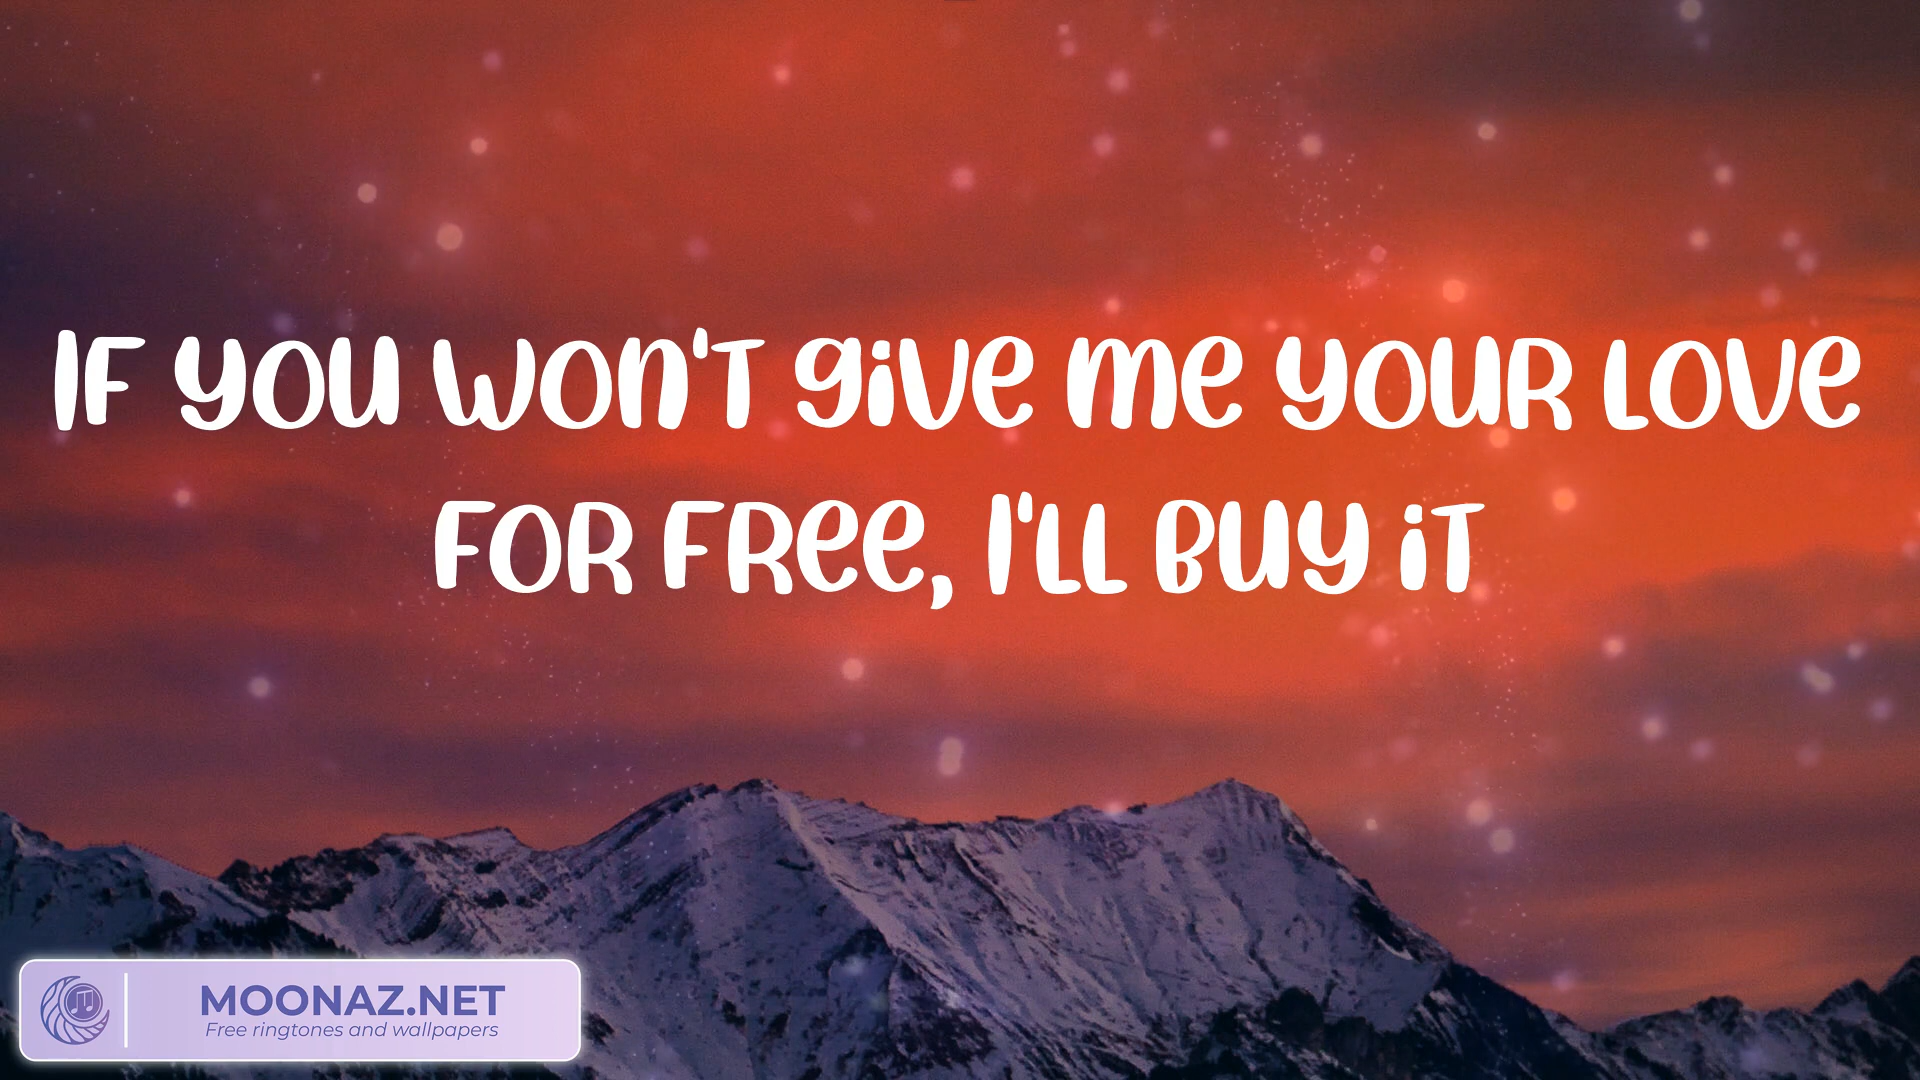 If you won't give me your love
for free, I'll buy it
MOONAZ.NET
Free ringtones and wallpapers